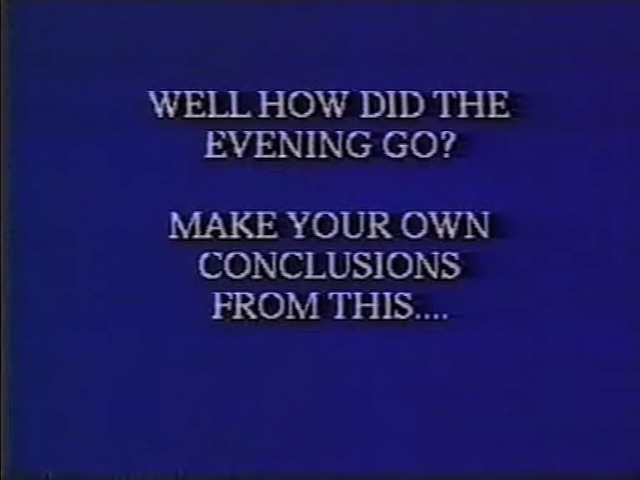 WELL HOW DID THE
EVENING GO?
MAKE YOUR OWN
CONCLUSIONS
FROM THIS....